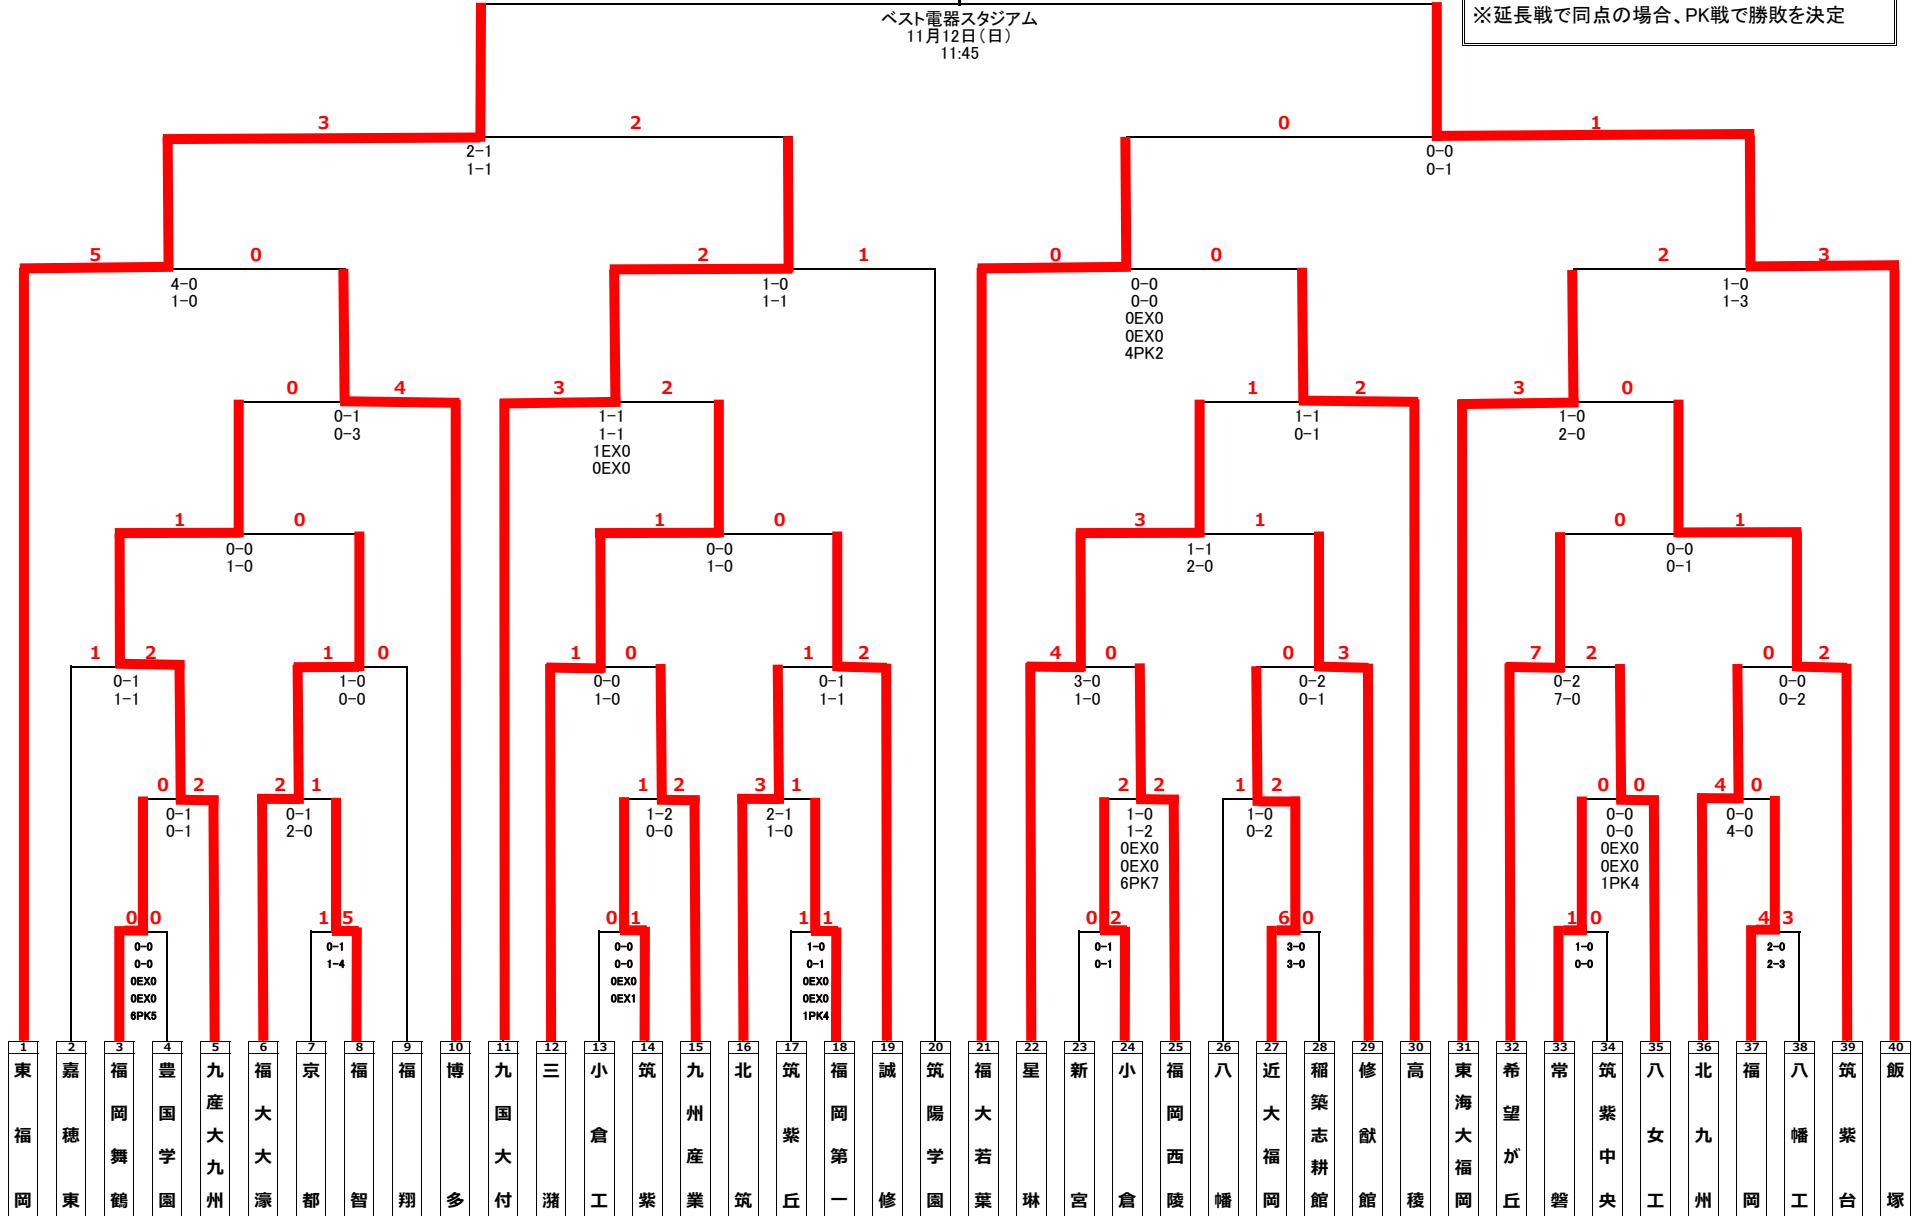 ※延長戦で同点の場合、PK戦で勝敗を決定
ベスト電器スタジアム
11月12日（日）
11:45
3 2 0 1
2-1 0-0
1-1 0-1
5 0 2 1 0 0 2 3
4-0 1-0 0-0 1-0
1-0 1-1 0-0 1-3
0EX0
0EX0
4PK2
0 4 3 2 1 2 3 0
0-1 1-1 1-1 1-0
0-3 1-1 0-1 2-0
1EX0
0EX0
1 0 1 0 3 1 0 1
0-0 0-0 1-1 0-0
1-0 1-0 2-0 0-1
1 2 1 0 1 0 1 2 4 0 0 3 7 2 0 2
0-1 1-0 0-0 0-1 3-0 0-2 0-2 0-0
1-1 0-0 1-0 1-1 1-0 0-1 7-0 0-2
0 2 2 1 1 2 3 1 2 2 1 2 0 0 4 0
0-1 0-1 1-2 2-1 1-0 1-0 0-0 0-0
0-1 2-0 0-0 1-0 1-2 0-2 0-0 4-0
0EX0 0EX0
0EX0 0EX0
6PK7 1PK4
0 0 1 5 0 1 1 1 0 2 6 0 1 0 4 3
0-0 0-1 0-0 1-0 0-1 3-0 1-0 2-0
0-0 1-4 0-0 0-1 0-1 3-0 0-0 2-3
0EX0 0EX0 0EX0
0EX0 0EX1 0EX0
6PK5 1PK4
1 2 3 4 5 6 7 8 9 10 11 12 13 14 15 16 17 18 19 20 21 22 23 24 25 26 27 28 29 30 31 32 33 34 35 36 37 38 39 40
東福岡
嘉穂東
福岡舞鶴
豊国学園
九産大九州
福大大濠
京都
福智
福翔
博多
九国大付
三潴
小倉工
筑紫
九州産業
北筑
筑紫丘
福岡第一
誠修
筑陽学園
福大若葉
星琳
新宮
小倉
福岡西陵
八幡
近大福岡
稲築志耕館
修猷館
高稜
東海大福岡
希望が丘
常磐
筑紫中央
八女工
北九州
福岡
八幡工
筑紫台
飯塚